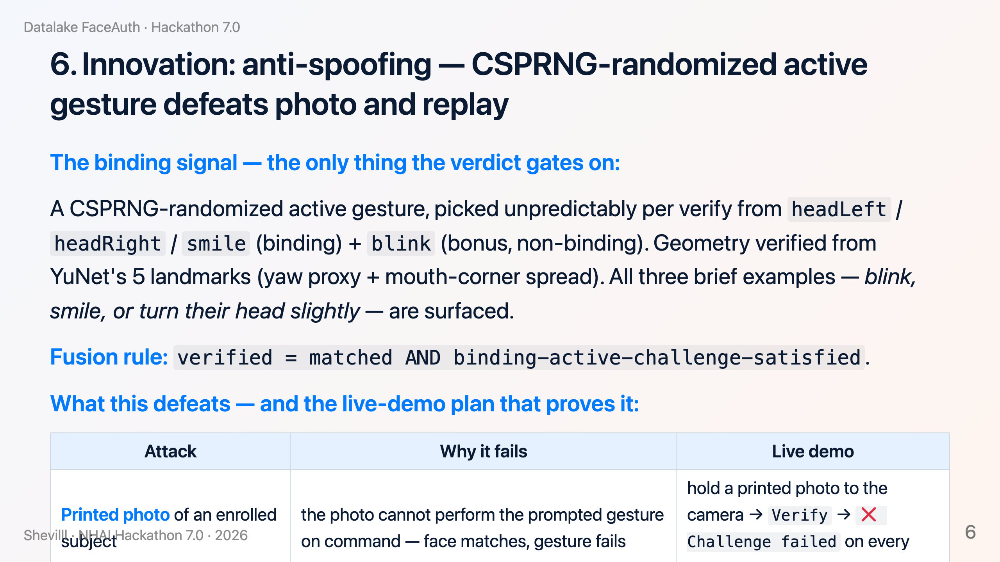 Datalake FaceAuth · Hackathon 7.0
6. Innovation: anti-spoofing — CSPRNG-randomized active
gesture defeats photo and replay
The binding signal — the only thing the verdict gates on:
A CSPRNG-randomized active gesture, picked unpredictably per verify from headLeft /
headRight / smile (binding) + blink (bonus, non-binding). Geometry verified from
YuNet's 5 landmarks (yaw proxy + mouth-corner spread). All three brief examples — blink,
smile, or turn their head slightly — are surfaced.
Fusion rule: verified = matched AND binding-active-challenge-satisfied.
What this defeats — and the live-demo plan that proves it:
Attack
Why it fails
Live demo
Printed photo of an enrolled
subject
the photo cannot perform the prompted gesture
on command — face matches, gesture fails
hold a printed photo to the
camera → Verify → ❌
Challenge failed on every
Shevilll · NHAI Hackathon 7.0 · 2026
6